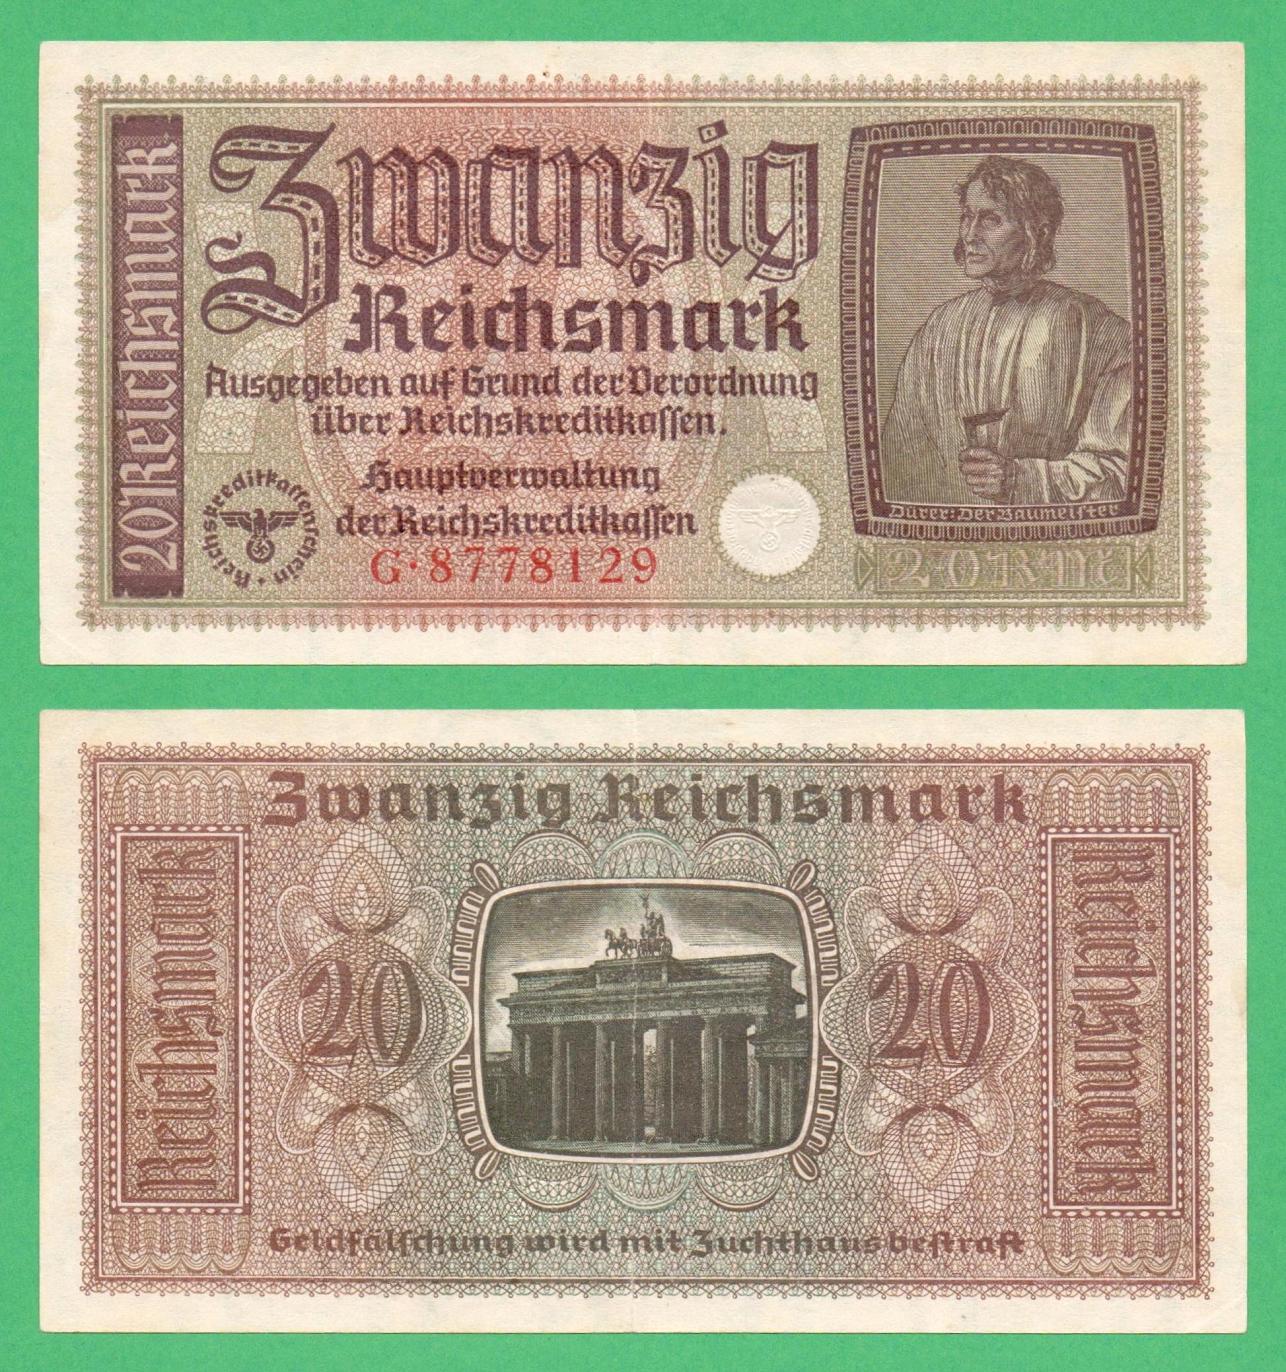 20 Reichsmark
Zwanzig
Reichsmark
Ausgegeben auf Grund der Verordnung
über Reichskreditkassen.
Hauptverwaltung
der Reichskreditkassen
Reichskreditkassenschein
G·8778129
Dürer: Der Baumeister
20 RM
Zwanzig Reichsmark
Reichsmark
20
20
Reichsmark
Geldfälschung wird mit Zuchthaus bestraft